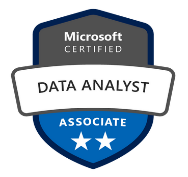 Microsoft
CERTIFIED
DATA ANALYST
ASSOCIATE